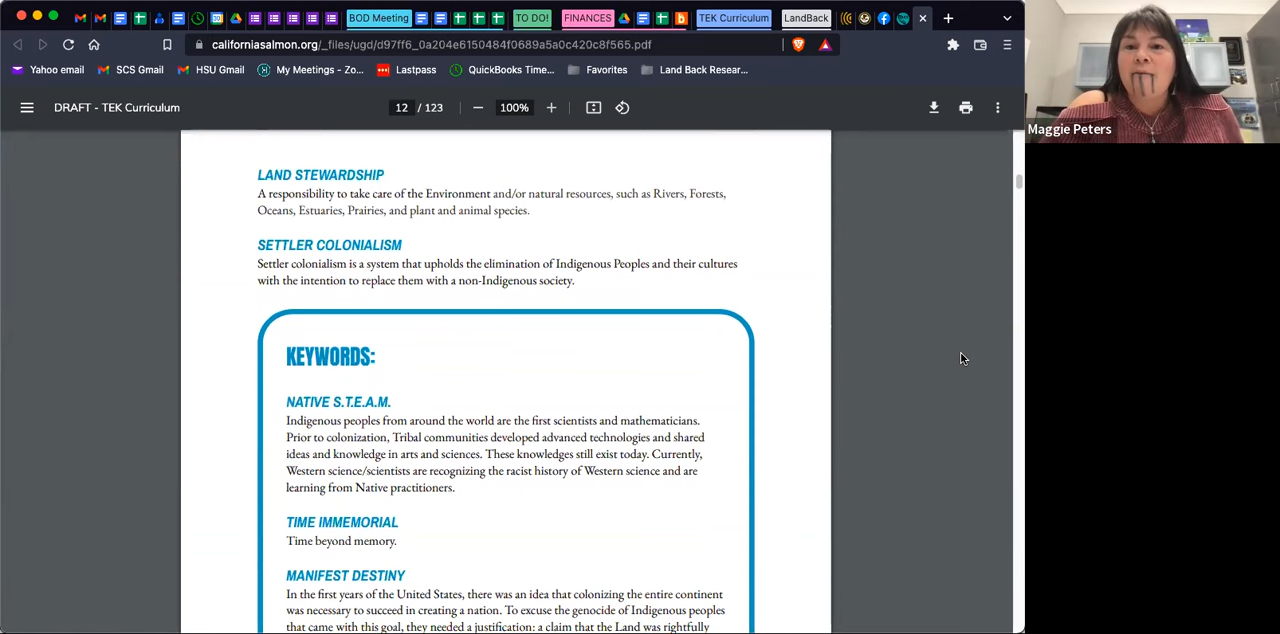 BOD Meeting
TO DO!
FINANCES
TEK Curriculum
LandBack
californiasalmon.org/_files/ugd/d97ff6_0a204e6150484f0689a5a0c420c8f565.pdf
Yahoo email
SCS Gmail
HSU Gmail
My Meetings - Zo...
Lastpass
QuickBooks Time...
Favorites
Land Back Resear...
DRAFT - TEK Curriculum
12 / 123
100%
Maggie Peters
LAND STEWARDSHIP
A responsibility to take care of the Environment and/or natural resources, such as Rivers, Forests,
Oceans, Estuaries, Prairies, and plant and animal species.
SETTLER COLONIALISM
Settler colonialism is a system that upholds the elimination of Indigenous Peoples and their cultures
with the intention to replace them with a non-Indigenous society.
KEYWORDS:
NATIVE S.T.E.A.M.
Indigenous peoples from around the world are the first scientists and mathematicians.
Prior to colonization, Tribal communities developed advanced technologies and shared
ideas and knowledge in arts and sciences. These knowledges still exist today. Currently,
Western science/scientists are recognizing the racist history of Western science and are
learning from Native practitioners.
TIME IMMEMORIAL
Time beyond memory.
MANIFEST DESTINY
In the first years of the United States, there was an idea that colonizing the entire continent
was necessary to succeed in creating a nation. To excuse the genocide of Indigenous peoples
that came with this goal, they needed a justification: a claim that the Land was rightfully